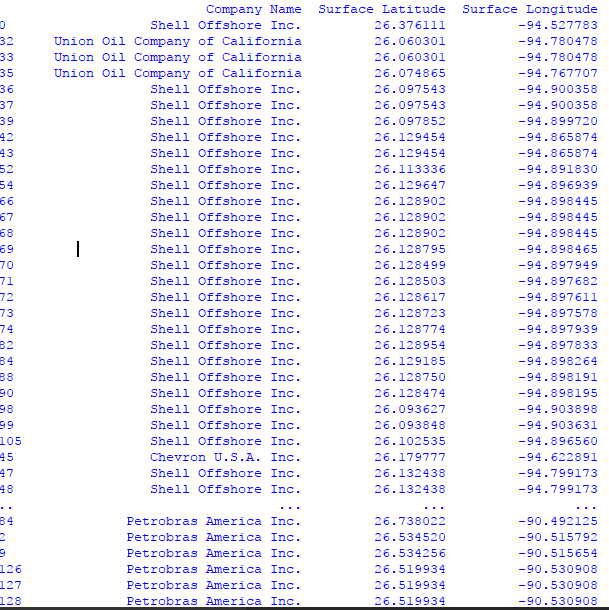 Company Name Surface Latitude Surface Longitude
0 Shell Offshore Inc. 26.376111 -94.527783
32 Union Oil Company of California 26.060301 -94.780478
33 Union Oil Company of California 26.060301 -94.780478
35 Union Oil Company of California 26.074865 -94.767707
36 Shell Offshore Inc. 26.097543 -94.900358
37 Shell Offshore Inc. 26.097543 -94.900358
39 Shell Offshore Inc. 26.097852 -94.899720
42 Shell Offshore Inc. 26.129454 -94.865874
43 Shell Offshore Inc. 26.129454 -94.865874
52 Shell Offshore Inc. 26.113336 -94.891830
54 Shell Offshore Inc. 26.129647 -94.896939
66 Shell Offshore Inc. 26.128902 -94.898445
67 Shell Offshore Inc. 26.128902 -94.898445
68 Shell Offshore Inc. 26.128902 -94.898445
69 Shell Offshore Inc. 26.128795 -94.898465
70 Shell Offshore Inc. 26.128499 -94.897949
71 Shell Offshore Inc. 26.128503 -94.897682
72 Shell Offshore Inc. 26.128617 -94.897611
73 Shell Offshore Inc. 26.128723 -94.897578
74 Shell Offshore Inc. 26.128774 -94.897939
82 Shell Offshore Inc. 26.128954 -94.897833
84 Shell Offshore Inc. 26.129185 -94.898264
88 Shell Offshore Inc. 26.128750 -94.898191
90 Shell Offshore Inc. 26.128474 -94.898195
98 Shell Offshore Inc. 26.093627 -94.903898
99 Shell Offshore Inc. 26.093848 -94.903631
105 Shell Offshore Inc. 26.102535 -94.896560
45 Chevron U.S.A. Inc. 26.179777 -94.622891
47 Shell Offshore Inc. 26.132438 -94.799173
48 Shell Offshore Inc. 26.132438 -94.799173
.. ... ... ...
84 Petrobras America Inc. 26.738022 -90.492125
2 Petrobras America Inc. 26.534520 -90.515792
9 Petrobras America Inc. 26.534256 -90.515654
126 Petrobras America Inc. 26.519934 -90.530908
127 Petrobras America Inc. 26.519934 -90.530908
128 Petrobras America Inc. 26.519934 -90.530908